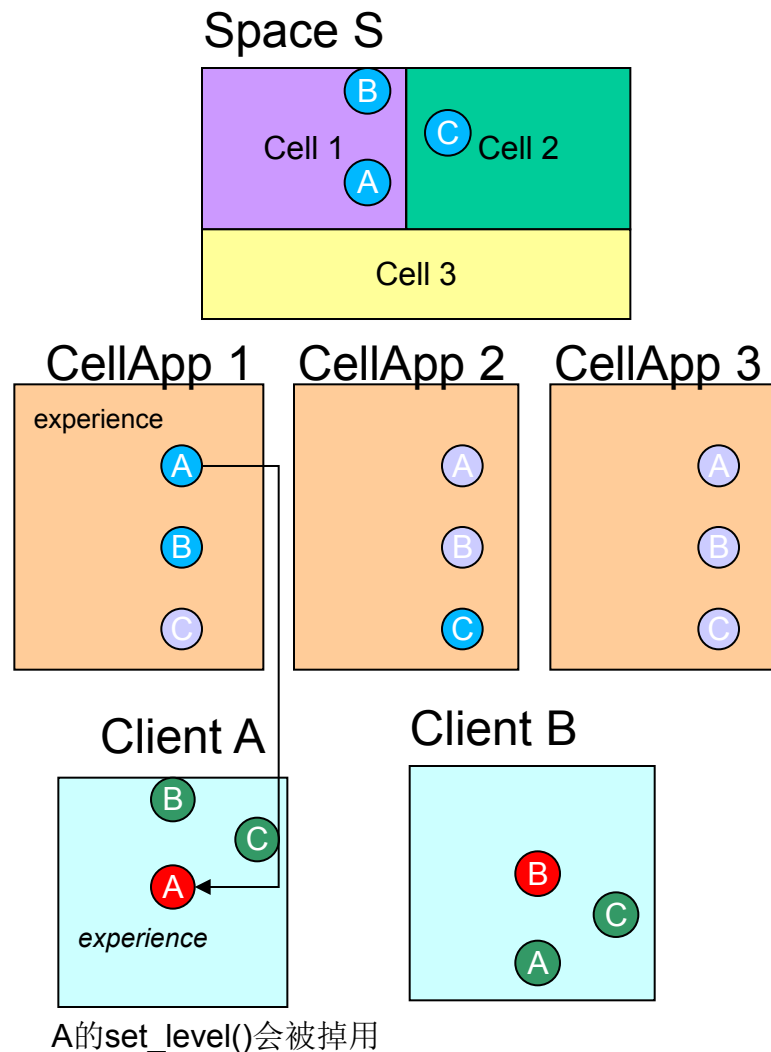 Space S
B
C
Cell 1
Cell 2
A
Cell 3
CellApp 1
CellApp 2
CellApp 3
experience
A
A
A
B
B
B
C
C
C
Client A
Client B
B
C
A
experience
B
C
A
A的set_level()会被掉用